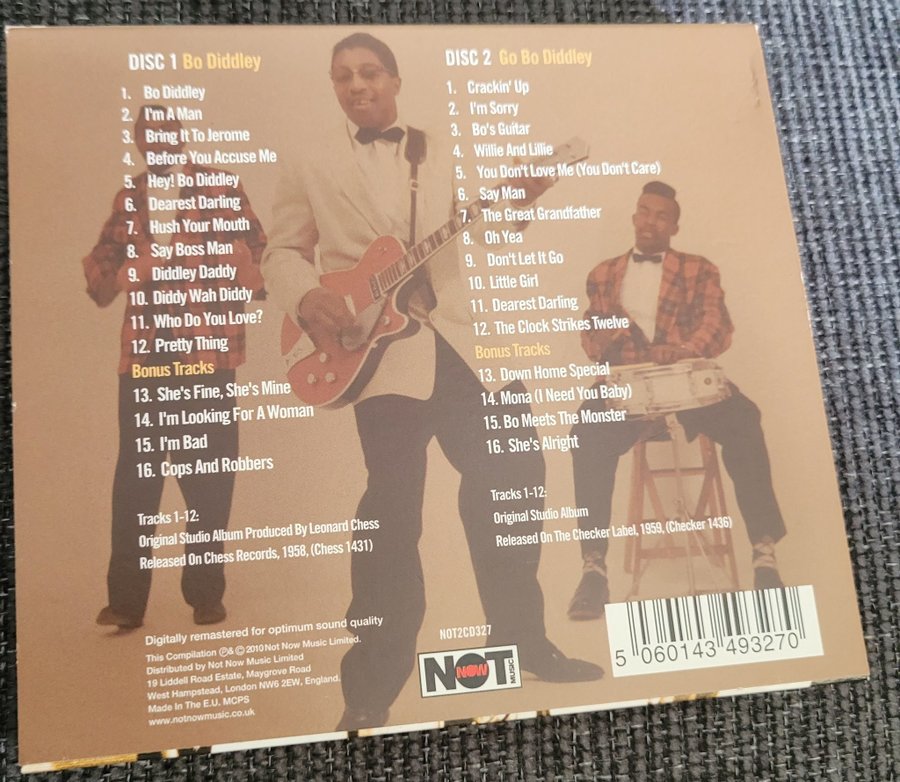 DISC 1 Bo Diddley
1. Bo Diddley
2. I'm A Man
3. Bring It To Jerome
4. Before You Accuse Me
5. Hey! Bo Diddley
6. Dearest Darling
7. Hush Your Mouth
8. Say Boss Man
9. Diddley Daddy
10. Diddy Wah Diddy
11. Who Do You Love?
12. Pretty Thing
Bonus Tracks
13. She's Fine, She's Mine
14. I'm Looking For A Woman
15. I'm Bad
16. Cops And Robbers
Tracks 1-12:
Original Studio Album Produced By Leonard Chess
Released On Chess Records, 1958, (Chess 1431)
DISC 2 Go Bo Diddley
1. Crackin' Up
2. I'm Sorry
3. Bo's Guitar
4. Willie And Lillie
5. You Don't Love Me (You Don't Care)
6. Say Man
7. The Great Grandfather
8. Oh Yea
9. Don't Let It Go
10. Little Girl
11. Dearest Darling
12. The Clock Strikes Twelve
Bonus Tracks
13. Down Home Special
14. Mona (I Need You Baby)
15. Bo Meets The Monster
16. She's Alright
Tracks 1-12:
Original Studio Album
Released On The Checker Label, 1959, (Checker 1436)
Digitally remastered for optimum sound quality
This Compilation ℗& © 2010 Not Now Music Limited.
Distributed by Not Now Music Limited
19 Liddell Road Estate, Maygrove Road
West Hampstead, London NW6 2EW, England.
Made In The E.U. MCPS
www.notnowmusic.co.uk
NOT2CD327
NOT NOW MUSIC
5 060143 493270